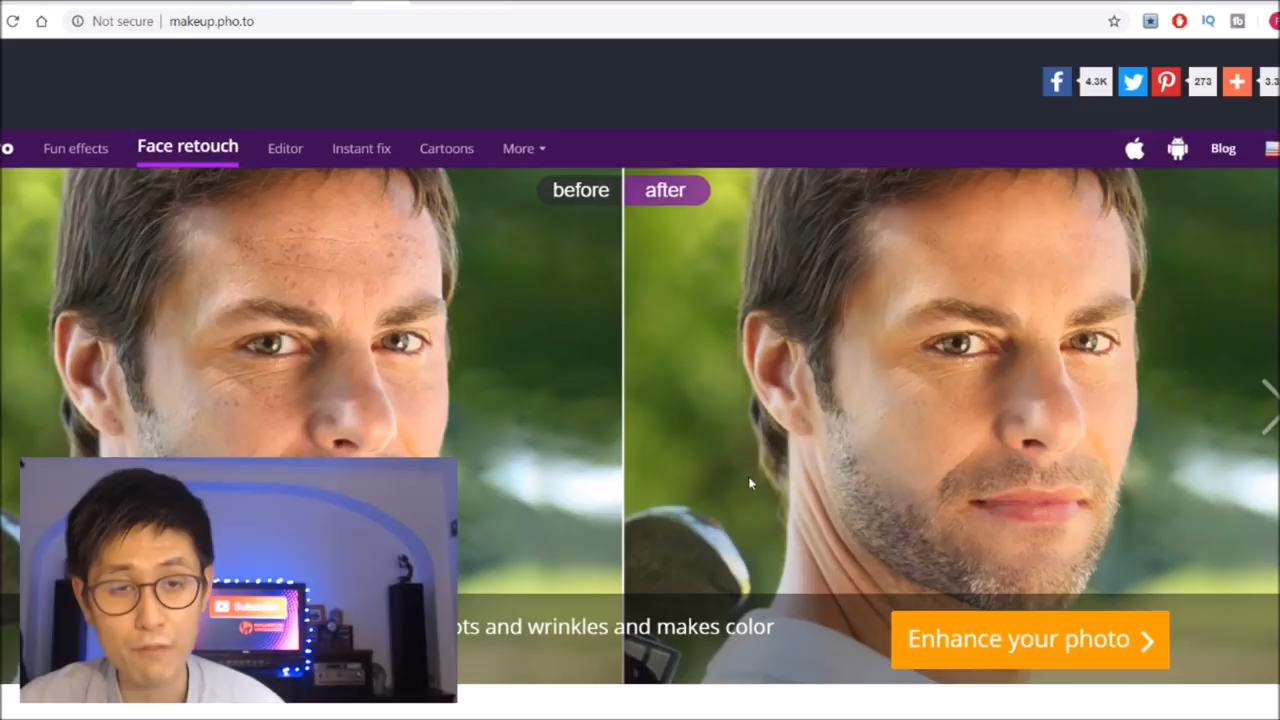 Not secure | makeup.pho.to
4.3K
273
Fun effects Face retouch Editor Instant fix Cartoons More
Blog
before after
and wrinkles and makes color
Enhance your photo
Subscribe